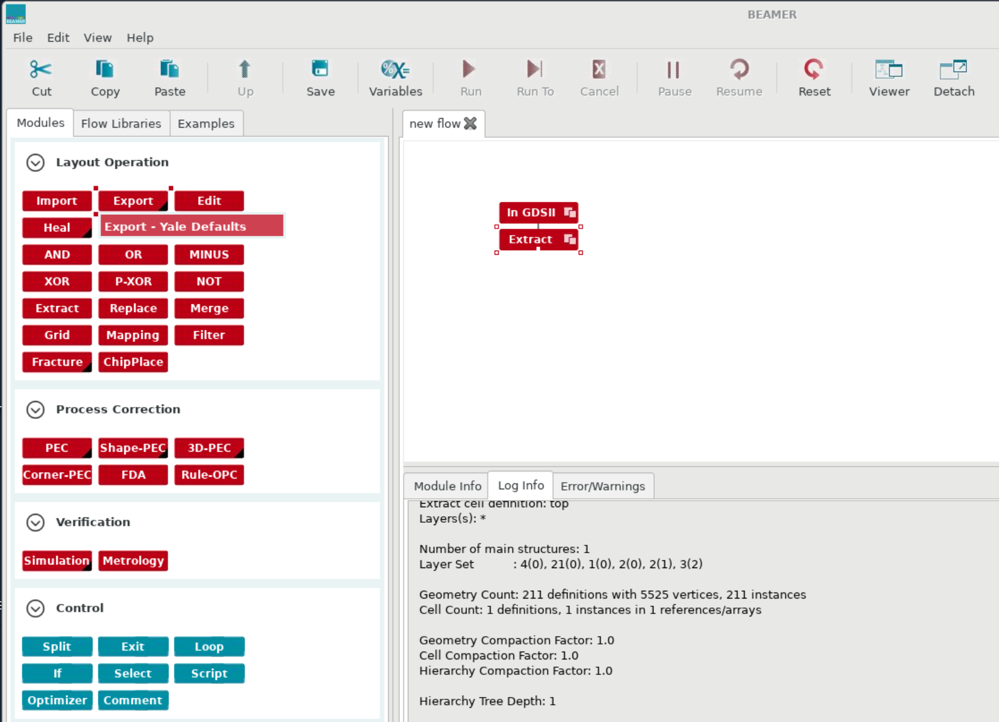 BEAMER
BEAMER
File Edit View Help
Cut Copy Paste Up Save %X= Variables Run Run To Cancel Pause Resume Reset Viewer Detach
Modules Flow Libraries Examples
new flow
Layout Operation
Import Export Edit
Heal Export - Yale Defaults
AND OR MINUS
XOR P-XOR NOT
Extract Replace Merge
Grid Mapping Filter
Fracture ChipPlace
Process Correction
PEC Shape-PEC 3D-PEC
Corner-PEC FDA Rule-OPC
Verification
Simulation Metrology
Control
Split Exit Loop
If Select Script
Optimizer Comment
In GDSII
Extract
Module Info Log Info Error/Warnings
Extract cell definition: top
Layers(s): *
Number of main structures: 1
Layer Set : 4(0), 21(0), 1(0), 2(0), 2(1), 3(2)
Geometry Count: 211 definitions with 5525 vertices, 211 instances
Cell Count: 1 definitions, 1 instances in 1 references/arrays
Geometry Compaction Factor: 1.0
Cell Compaction Factor: 1.0
Hierarchy Compaction Factor: 1.0
Hierarchy Tree Depth: 1